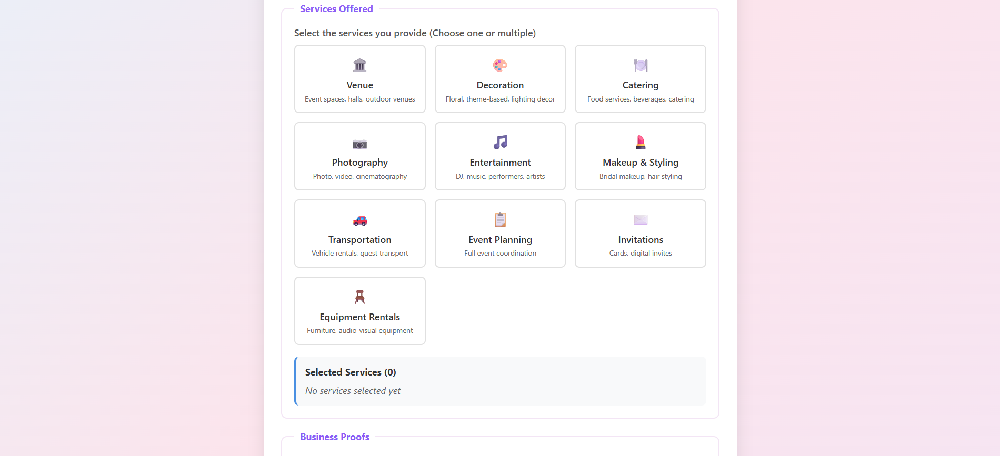 Services Offered
Select the services you provide (Choose one or multiple)
Venue
Event spaces, halls, outdoor venues
Decoration
Floral, theme-based, lighting decor
Catering
Food services, beverages, catering
Photography
Photo, video, cinematography
Entertainment
DJ, music, performers, artists
Makeup & Styling
Bridal makeup, hair styling
Transportation
Vehicle rentals, guest transport
Event Planning
Full event coordination
Invitations
Cards, digital invites
Equipment Rentals
Furniture, audio-visual equipment
Selected Services (0)
No services selected yet
Business Proofs